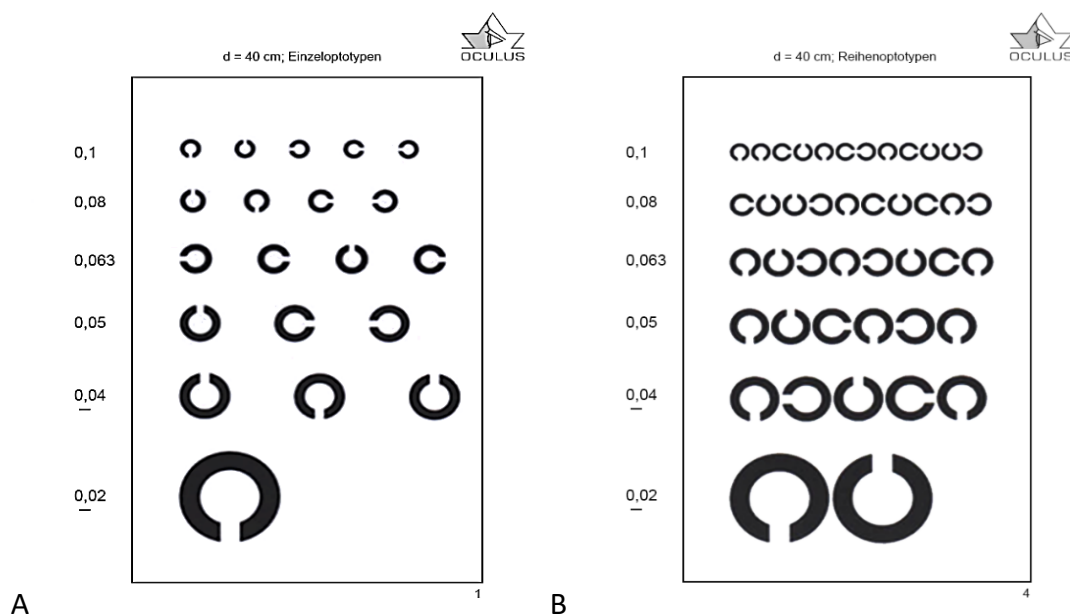 d = 40 cm; Einzeloptotypen
OCULUS
0,1
0,08
0,063
0,05
0,04
0,02
1
A
d = 40 cm; Reihenoptotypen
OCULUS
0,1
0,08
0,063
0,05
0,04
0,02
4
B